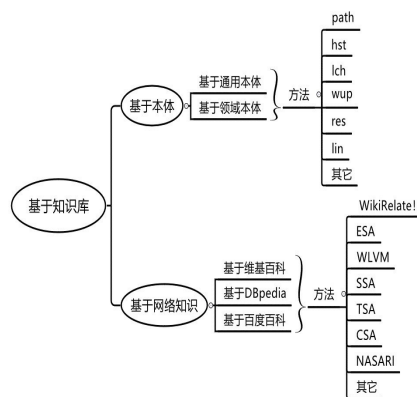 基于知识库
基于本体
基于通用本体
基于领域本体
方法
path
hst
lch
wup
res
lin
其它
基于网络知识
基于维基百科
基于DBpedia
基于百度百科
方法
WikiRelate!
ESA
WLVM
SSA
TSA
CSA
NASARI
其它